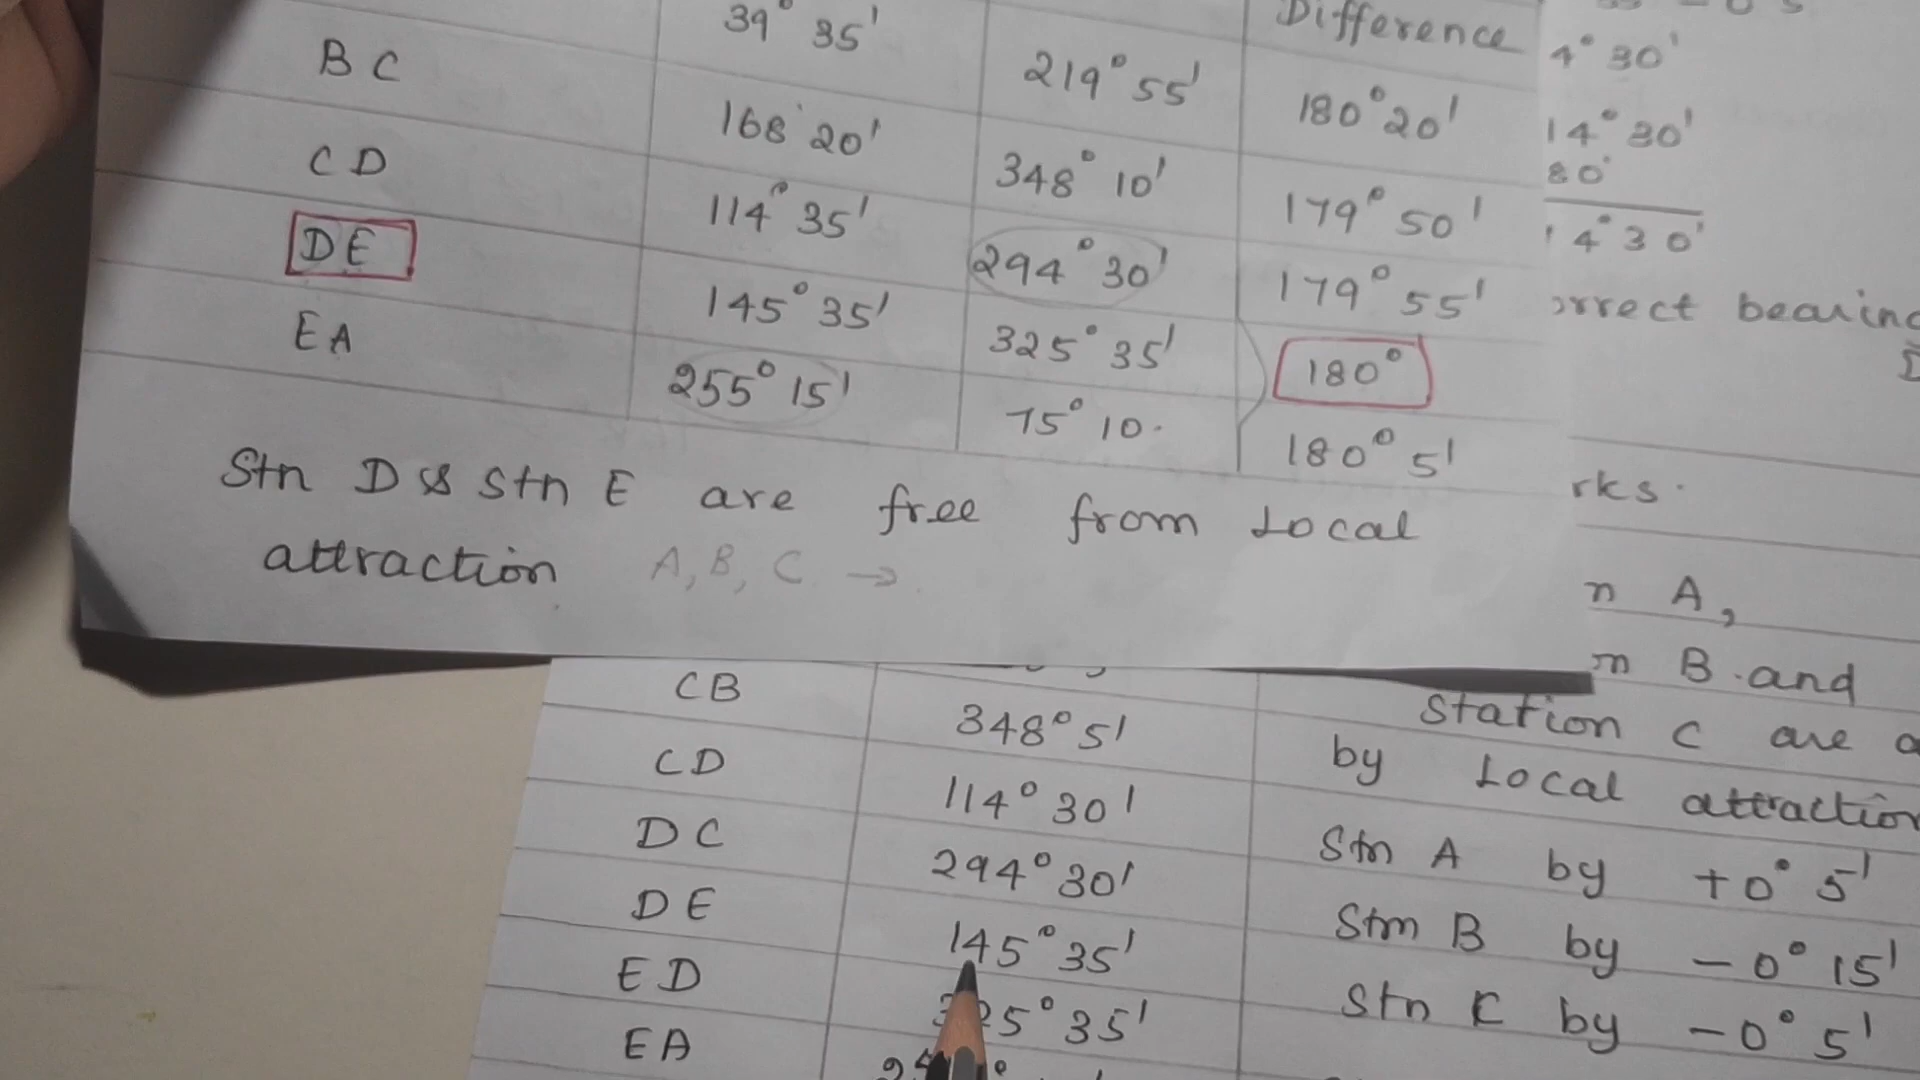 Difference
39° 35' 219° 55' 180° 20'
BC 168° 20' 348° 10' 179° 50'
CD 114° 35' 294° 30' 179° 55'
DE 145° 35' 325° 35' 180°
EA 255° 15' 75° 10. 180° 5'
Stn D & Stn E are free from Local
attraction A, B, C →
4° 30'
14° 30'
80°
14° 30'
orrect bearing
rks.
n A,
m B. and
CB 348° 5' station C are a
CD 114° 30' by Local attraction
DC 294° 30' Stn A by +0° 5'
DE 145° 35' Stn B by -0° 15'
ED 325° 35' Stn C by -0° 5'
EA